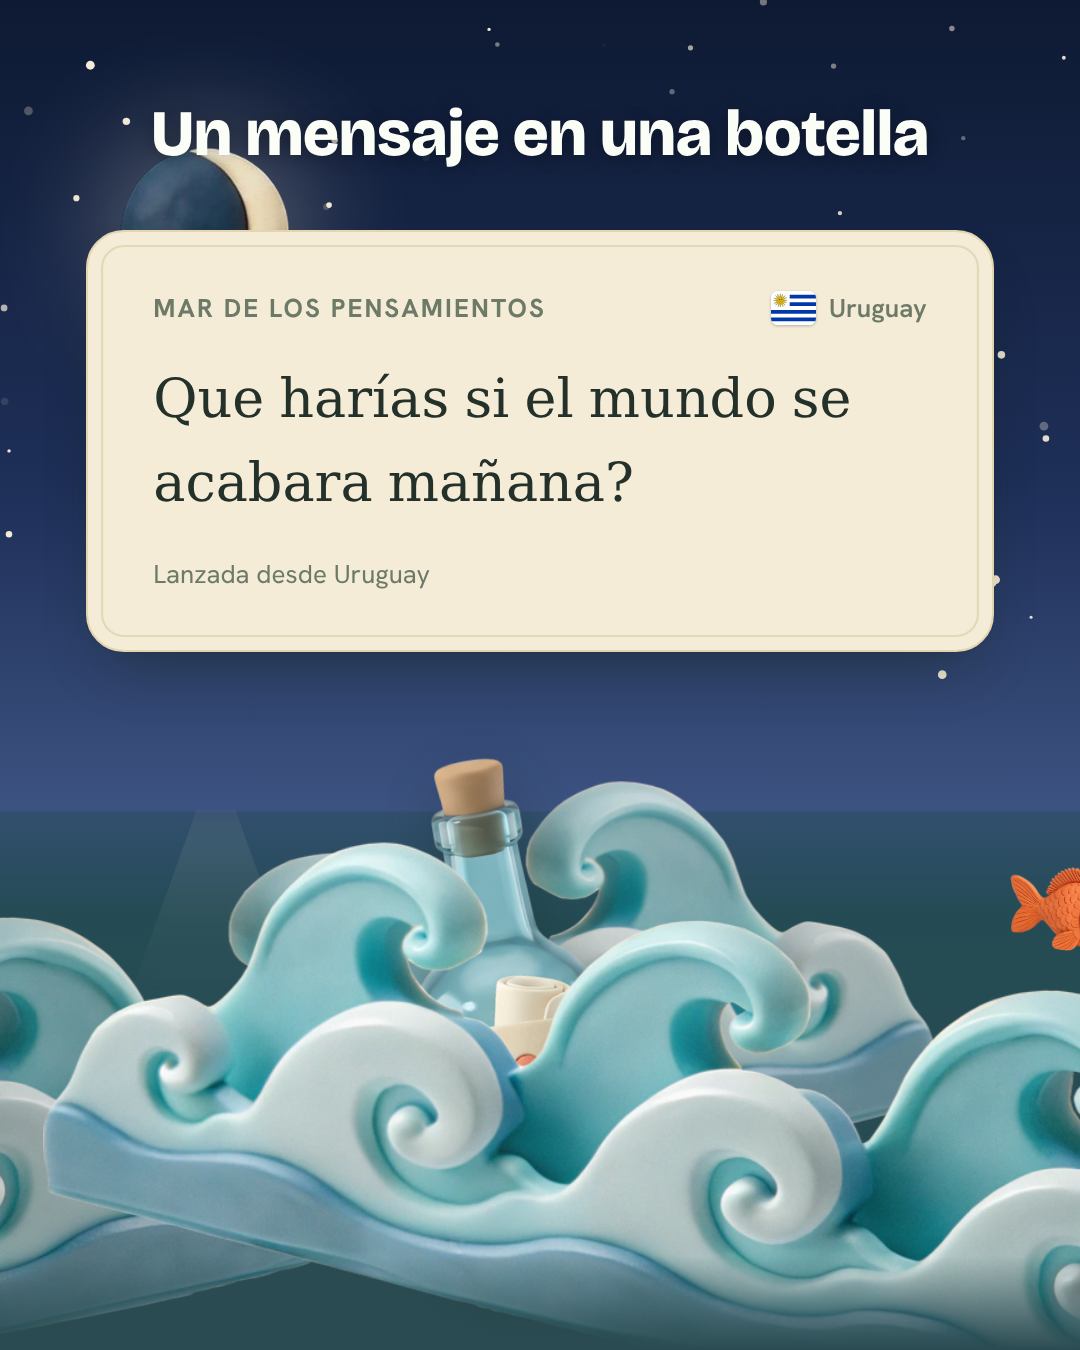 Un mensaje en una botella
MAR DE LOS PENSAMIENTOS
Uruguay
Que harías si el mundo se
acabara mañana?
Lanzada desde Uruguay